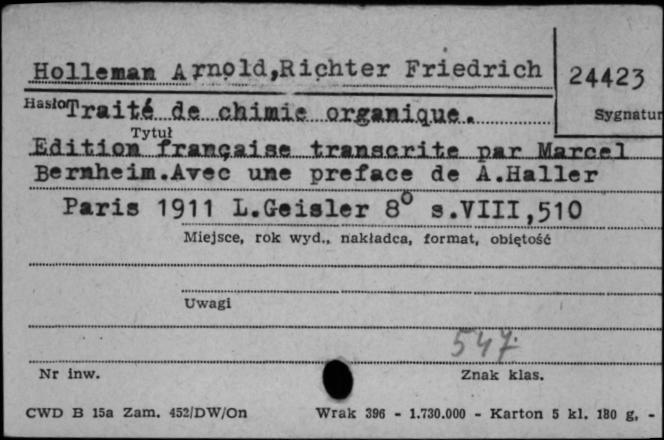 Holleman Arnold,Richter Friedrich
24423
Hasło Traité de chimie organique.
Sygnatur
Tytuł
Edition française transcrite par Marcel
Bernheim.Avec une preface de A.Haller
Paris 1911 L.Geisler 8° s.VIII,510
Miejsce, rok wyd., nakładca, format, objętość
Uwagi
547.
Nr inw.
Znak klas.
CWD B 15a Zam. 452/DW/On Wrak 396 - 1.730.000 - Karton 5 kl. 180 g. -